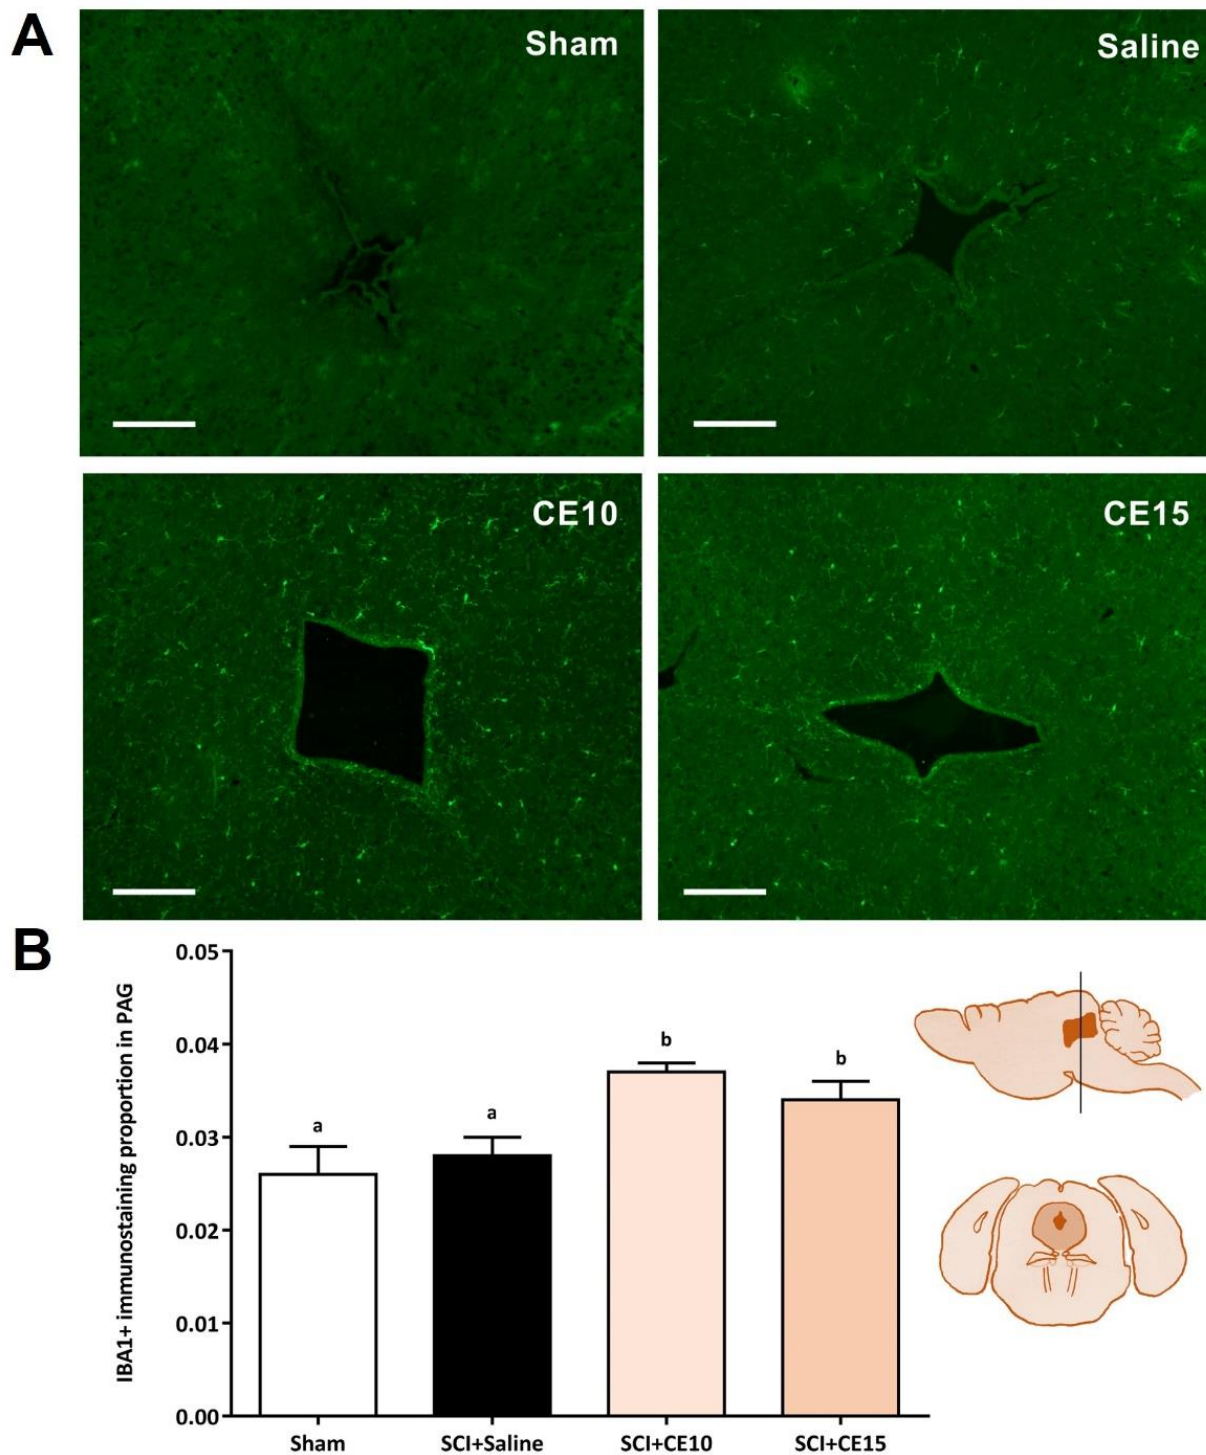 A
Sham
Saline
CE10
CE15
B
IBA1+ immunostaining proportion in PAG
0.05
0.04
0.03
0.02
0.01
0.00
a
a
b
b
Sham
SCI+Saline
SCI+CE10
SCI+CE15